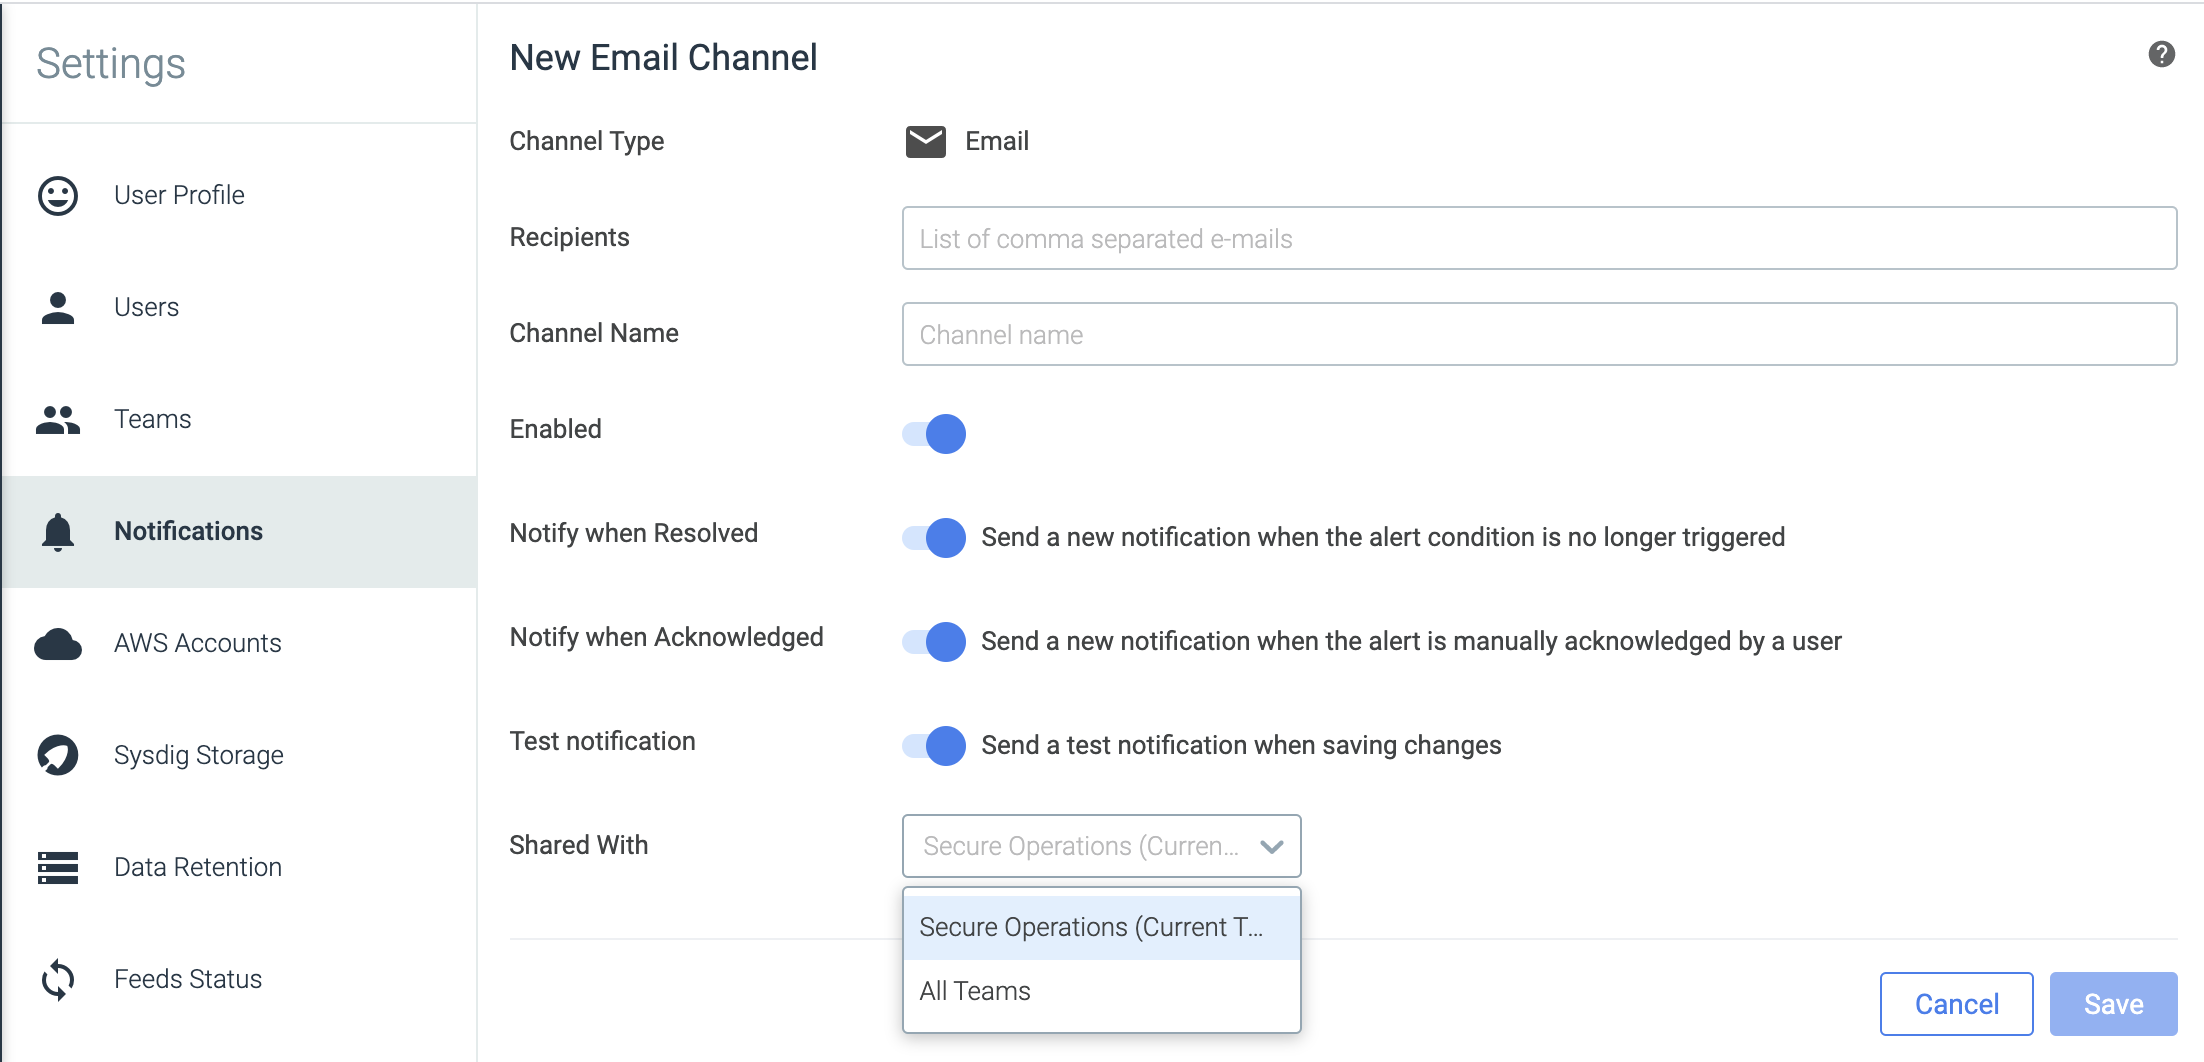 Settings
User Profile
Users
Teams
Notifications
AWS Accounts
Sysdig Storage
Data Retention
Feeds Status
New Email Channel
?
Channel Type
Email
Recipients
List of comma separated e-mails
Channel Name
Channel name
Enabled
Notify when Resolved
Send a new notification when the alert condition is no longer triggered
Notify when Acknowledged
Send a new notification when the alert is manually acknowledged by a user
Test notification
Send a test notification when saving changes
Shared With
Secure Operations (Curren...
Secure Operations (Current T...
All Teams
Cancel
Save